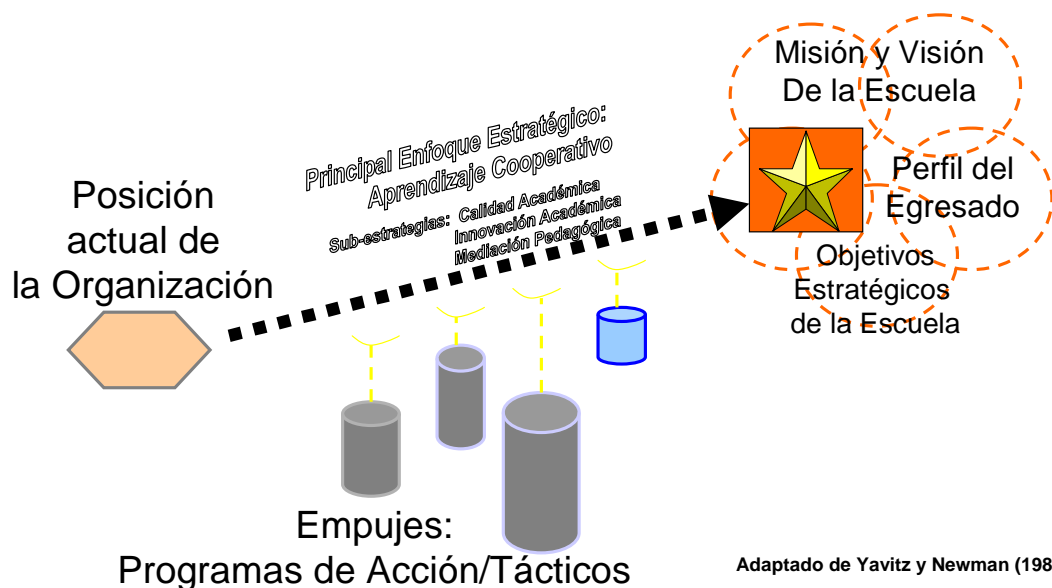 Misión y Visión
De la Escuela
Principal Enfoque Estratégico:
Aprendizaje Cooperativo
Sub-estrategias: Calidad Académica
Innovación Académica
Mediación Pedagógica
Perfil del
Egresado
Posición
actual de
la Organización
Objetivos
Estratégicos
de la Escuela
Empujes:
Programas de Acción/Tácticos
Adaptado de Yavitz y Newman (198